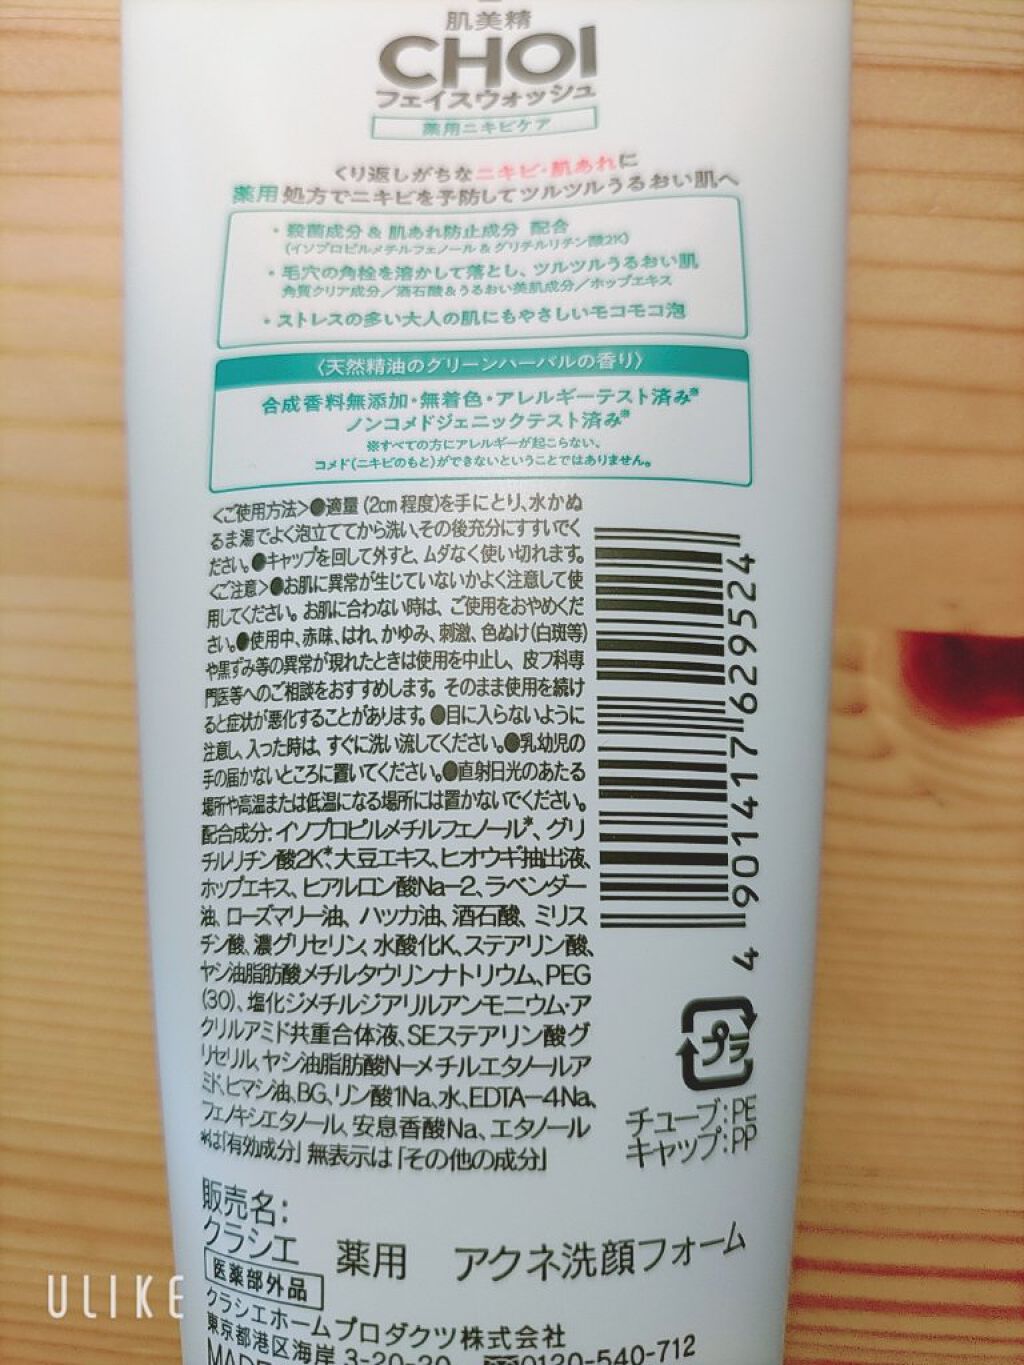 肌美精
CHOI
フェイスウォッシュ
薬用ニキビケア
くり返しがちなニキビ・肌あれに
薬用処方でニキビを予防してツルツルうるおい肌へ
・殺菌成分&肌あれ防止成分 配合
(イソプロピルメチルフェノール&グリチルリチン酸2K)
・毛穴の角栓を溶かして落とし、ツルツルうるおい肌
角質クリア成分/酒石酸&うるおい美肌成分/ホップエキス
・ストレスの多い大人の肌にもやさしいモコモコ泡
〈天然精油のグリーンハーバルの香り〉
合成香料無添加・無着色・アレルギーテスト済み※
ノンコメドジェニックテスト済み※
※すべての方にアレルギーが起こらない、
コメド(ニキビのもと)ができないということではありません。
<ご使用方法>●適量(2cm程度)を手にとり、水かぬ
るま湯でよく泡立ててから洗い、その後充分にすすいでく
ださい。●キャップを回して外すと、ムダなく使い切れます。
<ご注意>●お肌に異常が生じていないかよく注意して使
用してください。お肌に合わない時は、ご使用をおやめくだ
さい。●使用中、赤味、はれ、かゆみ、刺激、色ぬけ(白斑等)
や黒ずみ等の異常が現れたときは使用を中止し、皮フ科専
門医等へのご相談をおすすめします。そのまま使用を続け
ると症状が悪化することがあります。●目に入らないように
注意し、入った時は、すぐに洗い流してください。●乳幼児の
手の届かないところに置いてください。●直射日光のあたる
場所や高温または低温になる場所には置かないでください。
配合成分:イソプロピルメチルフェノール*、グリ
チルリチン酸2K*、大豆エキス、ヒオウギ抽出液、
ホップエキス、ヒアルロン酸Na-2、ラベンダー
油、ローズマリー油、ハッカ油、酒石酸、ミリス
チン酸、濃グリセリン、水酸化K、ステアリン酸、
ヤシ油脂肪酸メチルタウリンナトリウム、PEG
(30)、塩化ジメチルジアリルアンモニウム・ア
クリルアミド共重合体液、SEステアリン酸グ
リセリル、ヤシ油脂肪酸N-メチルエタノールア
ミド、ヒマシ油、BG、リン酸1Na、水、EDTA-4Na、
フェノキシエタノール、安息香酸Na、エタノール
*は「有効成分」無表示は「その他の成分」
4 901417 629524
プラ
チューブ:PE
キャップ:PP
販売名:
クラシエ 薬用 アクネ洗顔フォーム
医薬部外品
クラシエホームプロダクツ株式会社
東京都港区海岸 3-20-20 0120-540-712
MADE
ULIKE